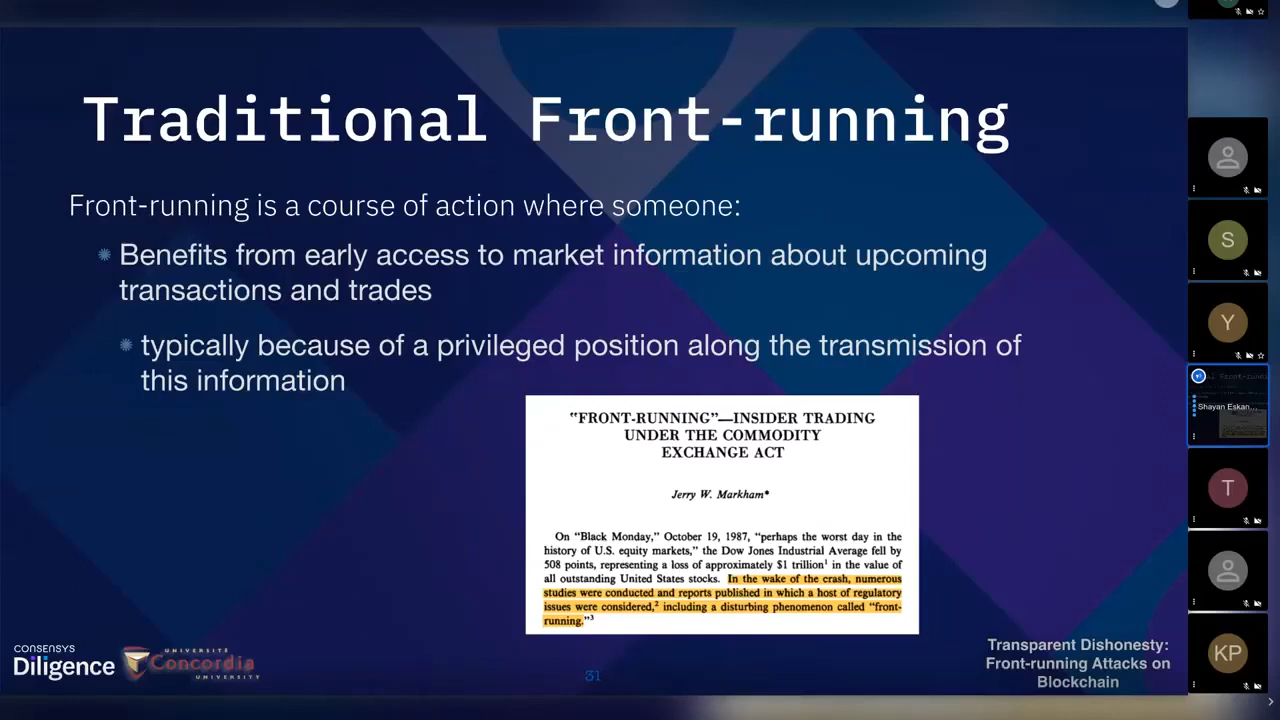 Traditional Front-running
Front-running is a course of action where someone:
Benefits from early access to market information about upcoming
transactions and trades
typically because of a privileged position along the transmission of
this information
"FRONT-RUNNING"—INSIDER TRADING
UNDER THE COMMODITY
EXCHANGE ACT
Jerry W. Markham*
On "Black Monday," October 19, 1987, "perhaps the worst day in the
history of U.S. equity markets," the Dow Jones Industrial Average fell by
508 points, representing a loss of approximately $1 trillion¹ in the value of
all outstanding United States stocks. In the wake of the crash, numerous
studies were conducted and reports published in which a host of regulatory
issues were considered,² including a disturbing phenomenon called "front-
running."³
CONSENSYS
Diligence
UNIVERSITÉ
Concordia
UNIVERSITY
31
Transparent Dishonesty:
Front-running Attacks on
Blockchain
S
Y
Shayan Eskan...
T
KP